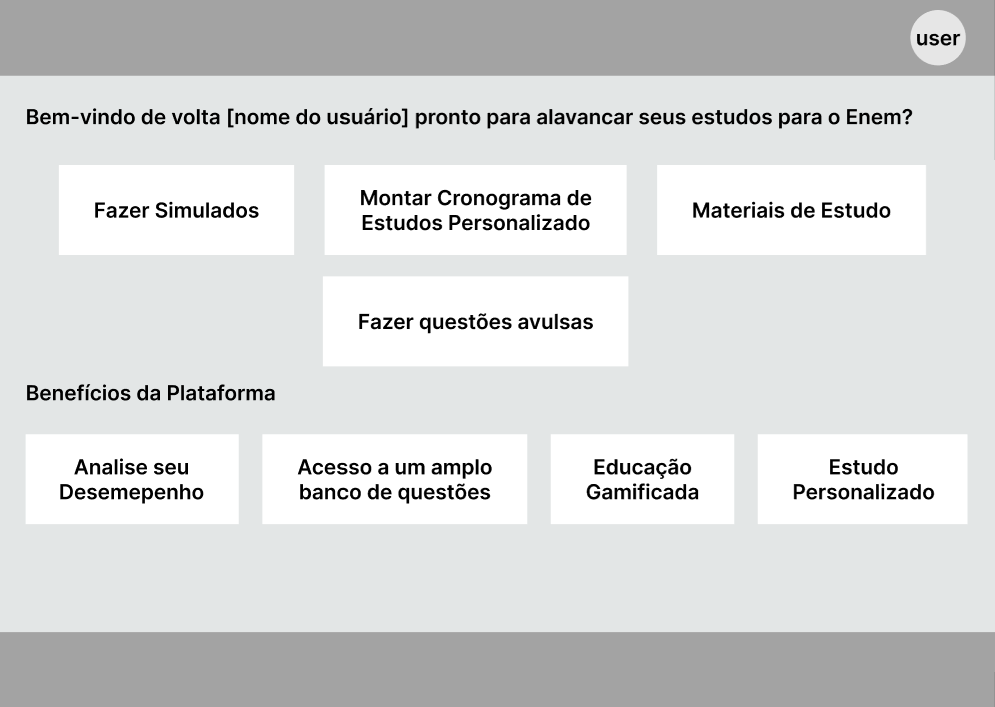 user
Bem-vindo de volta [nome do usuário] pronto para alavancar seus estudos para o Enem?
Fazer Simulados
Montar Cronograma de
Estudos Personalizado
Materiais de Estudo
Fazer questões avulsas
Benefícios da Plataforma
Analise seu
Desemepenho
Acesso a um amplo
banco de questões
Educação
Gamificada
Estudo
Personalizado